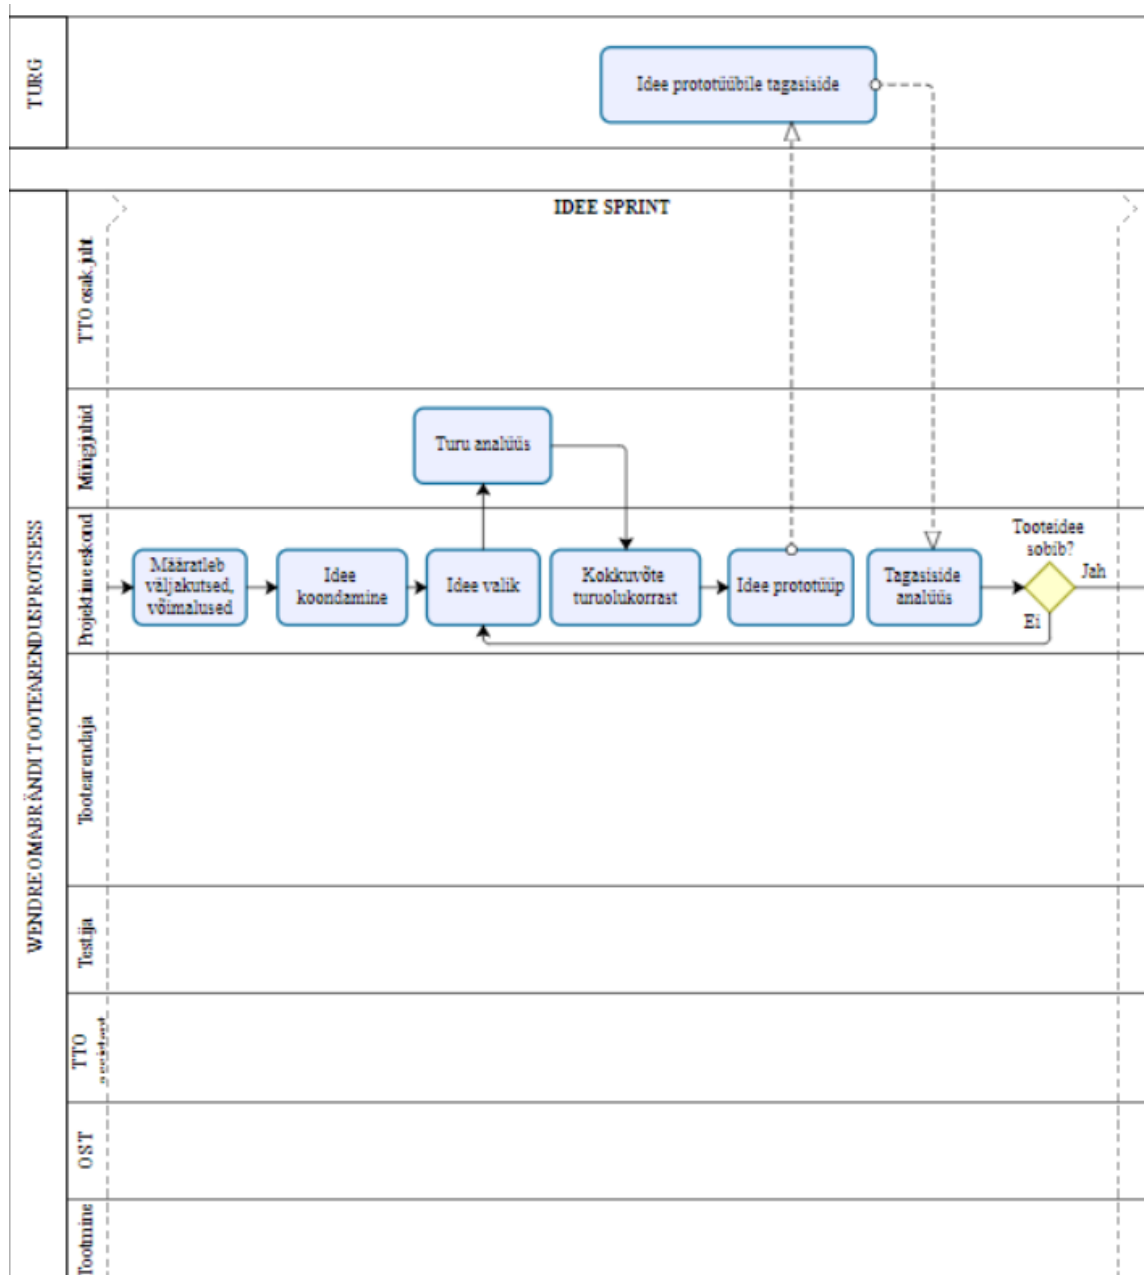 TURG
Idee prototüübile tagasiside
WENDRE OMABRÄNDI TOOTEARENDUSPROTSESS
IDEE SPRINT
TTO osak.juht
Müügijuhid
Turu analüüs
Projektimeeskond
Määratleb
väljakutsed,
võimalused
Idee
koondamine
Idee valik
Kokkuvõte
turuolukorrast
Idee prototüüp
Tagasiside
analüüs
Tooteidee
sobib?
Jah
Ei
Tootearendaja
Testija
TTO
OST
Tootmine